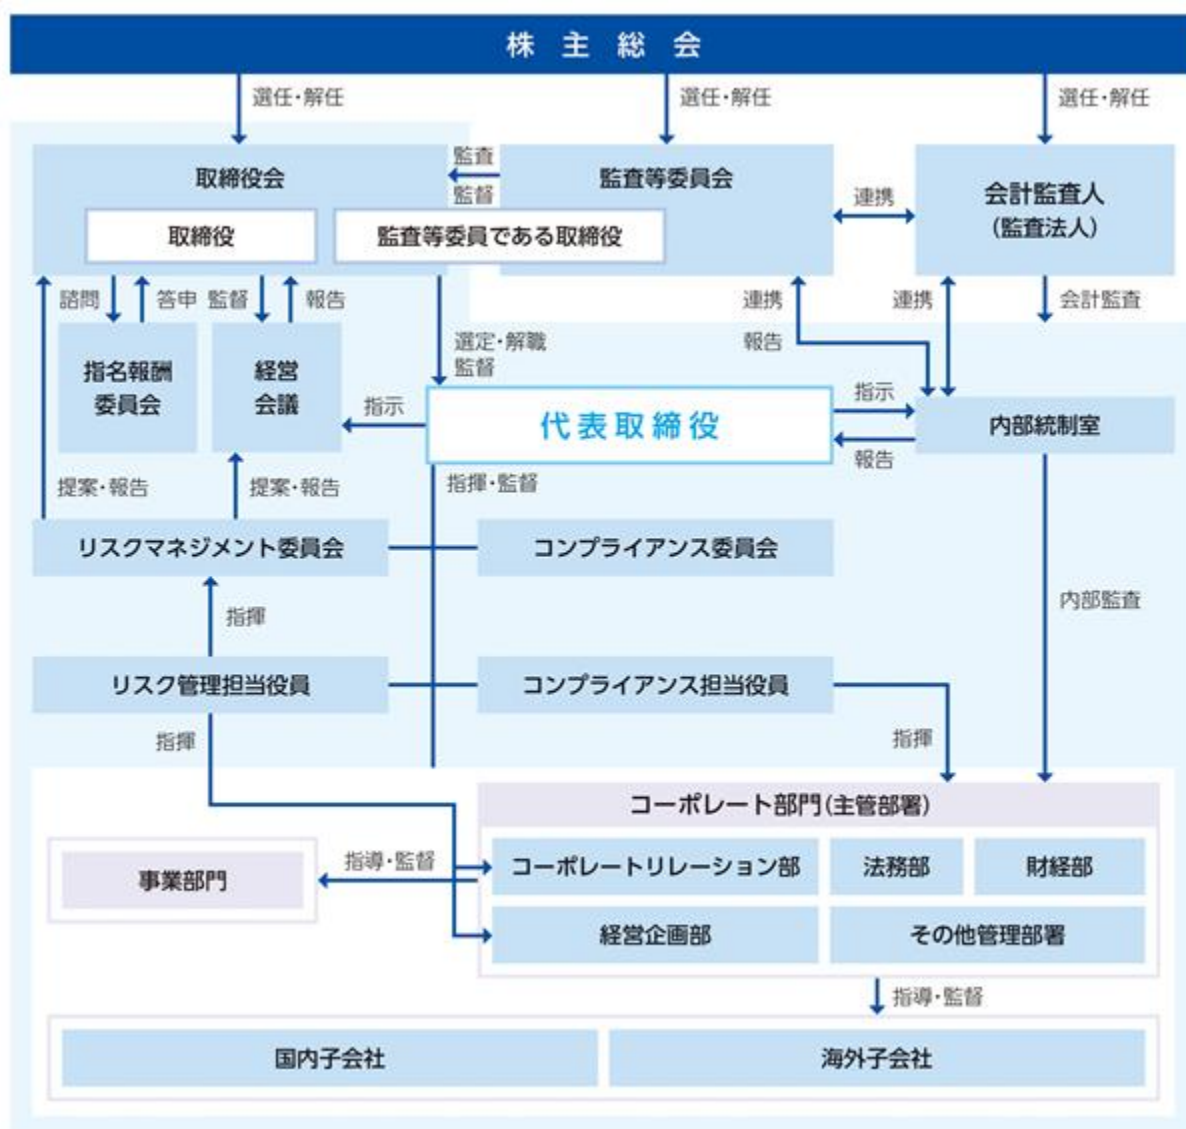 株主総会
選任・解任
選任・解任
選任・解任
取締役会
監査
監督
監査等委員会
会計監査人
(監査法人)
連携
取締役
監査等委員である取締役
諮問
答申
監督
報告
連携
報告
連携
会計監査
選定・解職
監督
指名報酬
委員会
経営
会議
指示
代表取締役
指示
報告
内部統制室
提案・報告
提案・報告
指揮・監督
リスクマネジメント委員会
コンプライアンス委員会
指揮
内部監査
リスク管理担当役員
コンプライアンス担当役員
指揮
指揮
コーポレート部門(主管部署)
コーポレートリレーション部
法務部
財経部
指導・監督
事業部門
経営企画部
その他管理部署
指導・監督
国内子会社
海外子会社